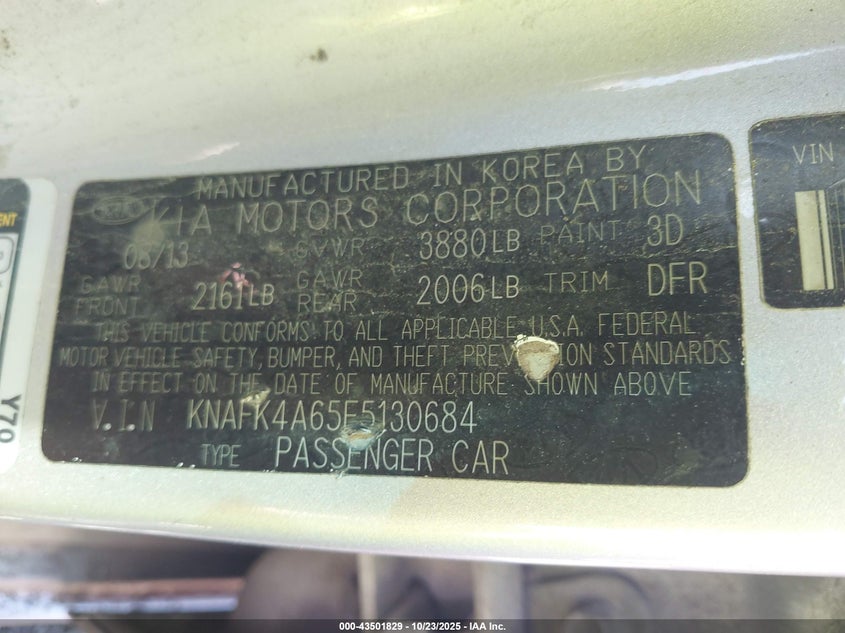 MANUFACTURED IN KOREA BY
KIA MOTORS CORPORATION
08/13 GVWR 3880LB PAINT 3D
GAWR FRONT 2161LB GAWR REAR 2006LB TRIM DFR
THIS VEHICLE CONFORMS TO ALL APPLICABLE U.S.A. FEDERAL
MOTOR VEHICLE SAFETY, BUMPER, AND THEFT PREVENTION STANDARDS
IN EFFECT ON THE DATE OF MANUFACTURE SHOWN ABOVE
V.I.N KNAFK4A65E5130684
TYPE PASSENGER CAR
VIN
Y79
000-43501829 - 10/23/2025 - IAA Inc.